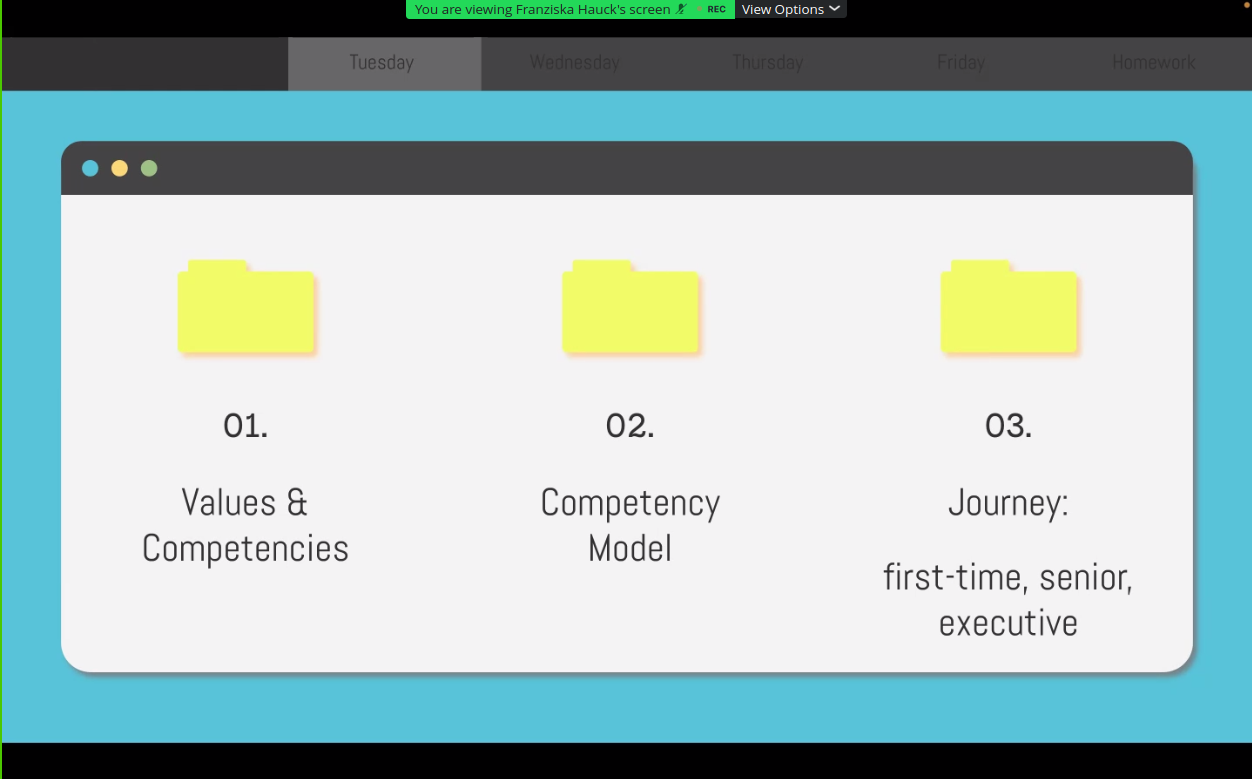 You are viewing Franziska Hauck's screen REC View Options
Tuesday Wednesday Thursday Friday Homework
01.
Values &
Competencies
02.
Competency
Model
03.
Journey:
first-time, senior,
executive